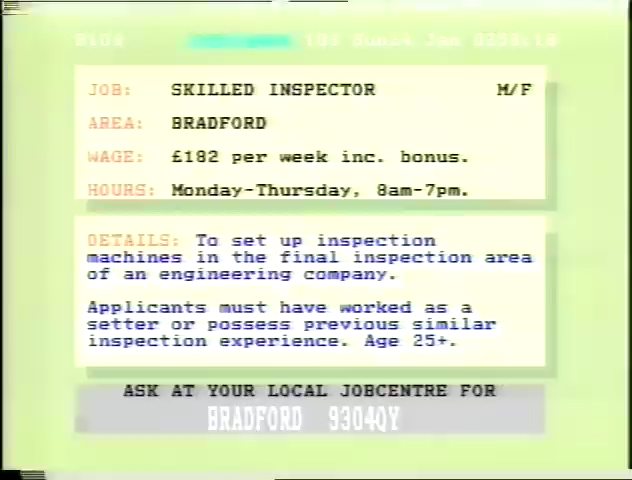 JOB: SKILLED INSPECTOR M/F
AREA: BRADFORD
WAGE: £182 per week inc. bonus.
HOURS: Monday-Thursday, 8am-7pm.
DETAILS: To set up inspection
machines in the final inspection area
of an engineering company.
Applicants must have worked as a
setter or possess previous similar
inspection experience. Age 25+.
ASK AT YOUR LOCAL JOBCENTRE FOR
BRADFORD 9304QY